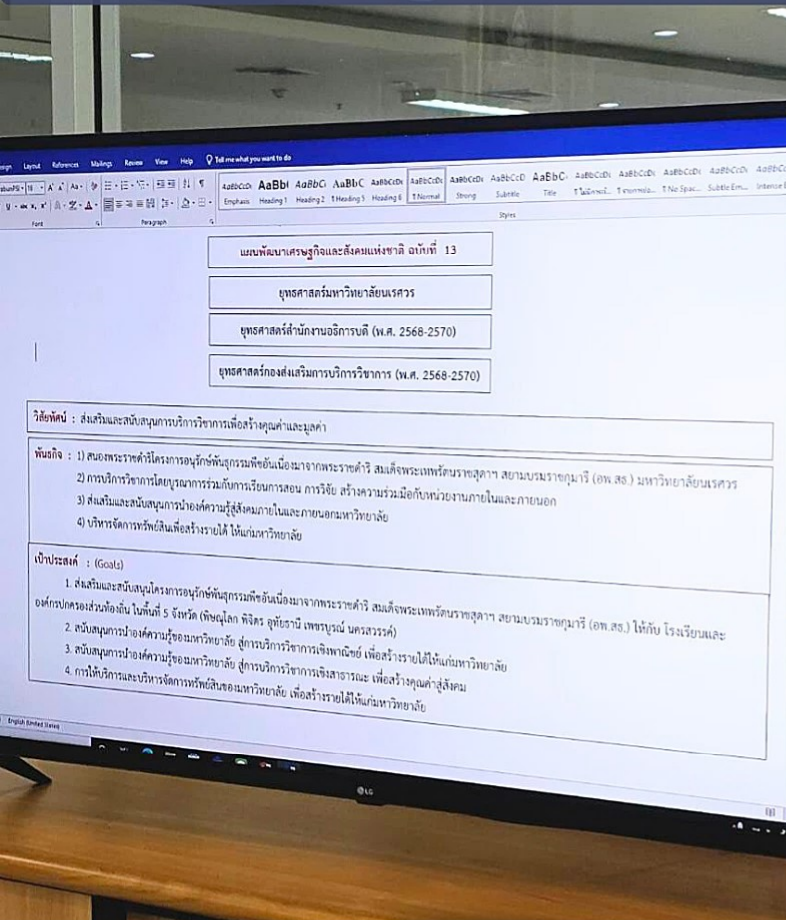 Layout References Mailings Review View Help Tell me what you want to do
AaBbCcDc AaBbC AaBbC AaBbC AaBbCcDc AaBbCcDc AaBbCcDc AaBbCcD AaBbC AaBbCcDc AaBbCcDc AaBbCcDc AaBbCcDc
Emphasis Heading 1 Heading 2 ¶ Heading 5 Heading 6 ¶ Normal Strong Subtitle Title ¶ No Spac... Subtle Em... Intense E
Font Paragraph Styles
แผนพัฒนาเศรษฐกิจและสังคมแห่งชาติ ฉบับที่ 13
ยุทธศาสตร์มหาวิทยาลัยนเรศวร
ยุทธศาสตร์สำนักงานอธิการบดี (พ.ศ. 2568-2570)
ยุทธศาสตร์กองส่งเสริมการบริการวิชาการ (พ.ศ. 2568-2570)
วิสัยทัศน์ : ส่งเสริมและสนับสนุนการบริการวิชาการเพื่อสร้างคุณค่าและมูลค่า
พันธกิจ : 1) สนองพระราชดำริโครงการอนุรักษ์พันธุกรรมพืชอันเนื่องมาจากพระราชดำริ สมเด็จพระเทพรัตนราชสุดาฯ สยามบรมราชกุมารี (อพ.สธ.) มหาวิทยาลัยนเรศวร
2) การบริการวิชาการโดยบูรณาการร่วมกับการเรียนการสอน การวิจัย สร้างความร่วมมือกับหน่วยงานภายในและภายนอก
3) ส่งเสริมและสนับสนุนการนำองค์ความรู้สู่สังคมภายในและภายนอกมหาวิทยาลัย
4) บริหารจัดการทรัพย์สินเพื่อสร้างรายได้ ให้แก่มหาวิทยาลัย
เป้าประสงค์ : (Goals)
1. ส่งเสริมและสนับสนุนโครงการอนุรักษ์พันธุกรรมพืชอันเนื่องมาจากพระราชดำริ สมเด็จพระเทพรัตนราชสุดาฯ สยามบรมราชกุมารี (อพ.สธ.) ให้กับ โรงเรียนและ
องค์กรปกครองส่วนท้องถิ่น ในพื้นที่ 5 จังหวัด (พิษณุโลก พิจิตร อุทัยธานี เพชรบูรณ์ นครสวรรค์)
2. สนับสนุนการนำองค์ความรู้ของมหาวิทยาลัย สู่การบริการวิชาการเชิงพาณิชย์ เพื่อสร้างรายได้ให้แก่มหาวิทยาลัย
3. สนับสนุนการนำองค์ความรู้ของมหาวิทยาลัย สู่การบริการวิชาการเชิงสาธารณะ เพื่อสร้างคุณค่าสู่สังคม
4. การให้บริการและบริหารจัดการทรัพย์สินของมหาวิทยาลัย เพื่อสร้างรายได้ให้แก่มหาวิทยาลัย
English (United States)
LG